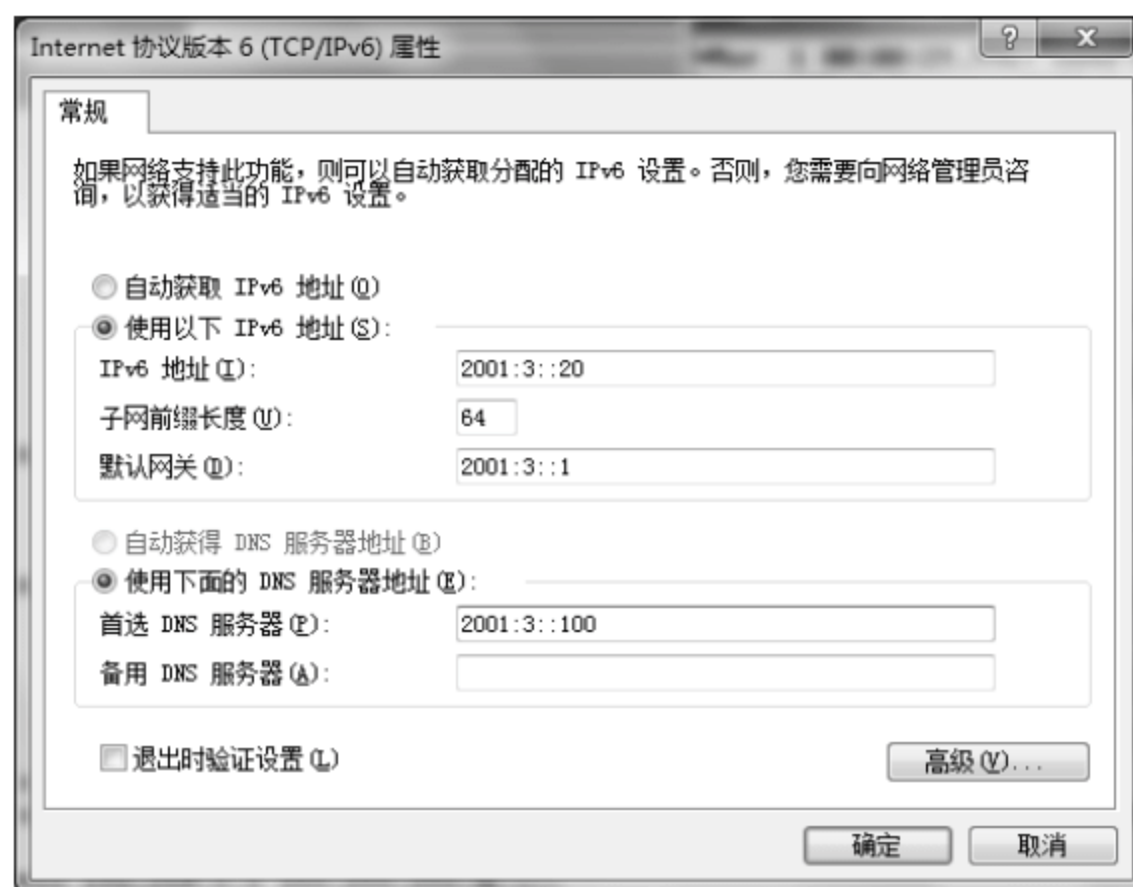 Internet 协议版本 6 (TCP/IPv6) 属性
常规
如果网络支持此功能，则可以自动获取分配的 IPv6 设置。否则，您需要向网络管理员咨
询，以获得适当的 IPv6 设置。
自动获取 IPv6 地址(O)
使用以下 IPv6 地址(S):
IPv6 地址(I):
2001:3::20
子网前缀长度(U):
64
默认网关(D):
2001:3::1
自动获得 DNS 服务器地址(B)
使用下面的 DNS 服务器地址(E):
首选 DNS 服务器(P):
2001:3::100
备用 DNS 服务器(A):
退出时验证设置(L)
高级(V)...
确定
取消